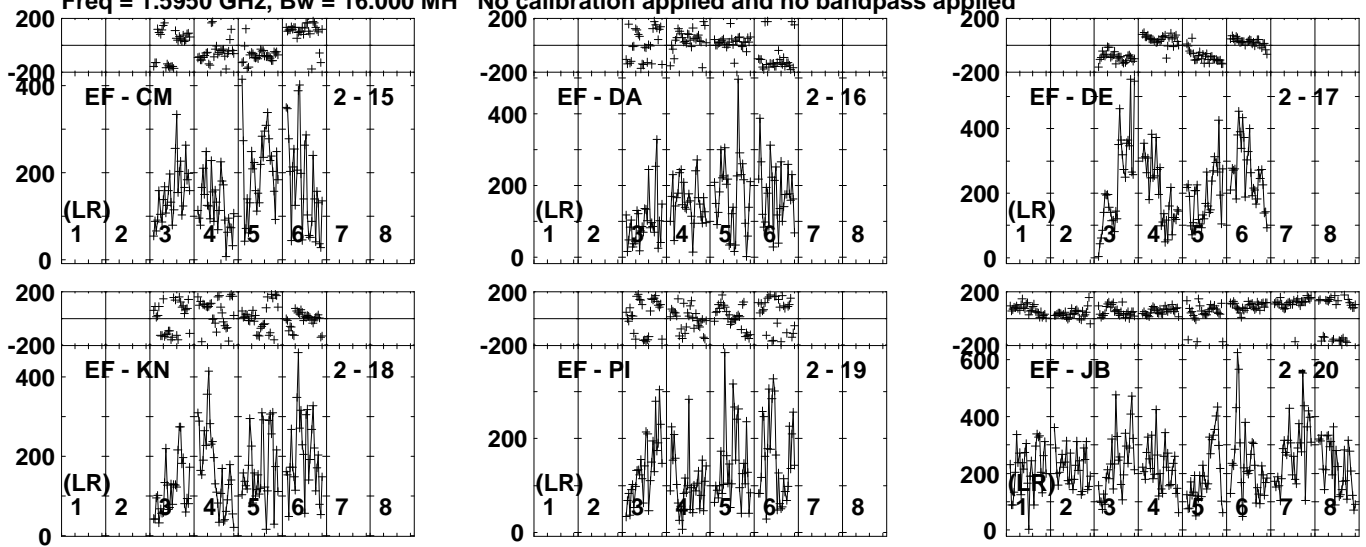 Freq = 1.5950 GHz, Bw = 16.000 MH No calibration applied and no bandpass applied
200
-200
400
200
0
EF - CM 2 - 15
(LR)
1 2 3 4 5 6 7 8
200
-200
400
200
0
EF - DA 2 - 16
(LR)
1 2 3 4 5 6 7 8
200
-200
400
200
0
EF - DE 2 - 17
(LR)
1 2 3 4 5 6 7 8
200
-200
400
200
0
EF - KN 2 - 18
(LR)
1 2 3 4 5 6 7 8
200
-200
200
0
EF - PI 2 - 19
(LR)
1 2 3 4 5 6 7 8
200
-200
600
400
200
0
EF - JB 2 - 20
(LR)
1 2 3 4 5 6 7 8